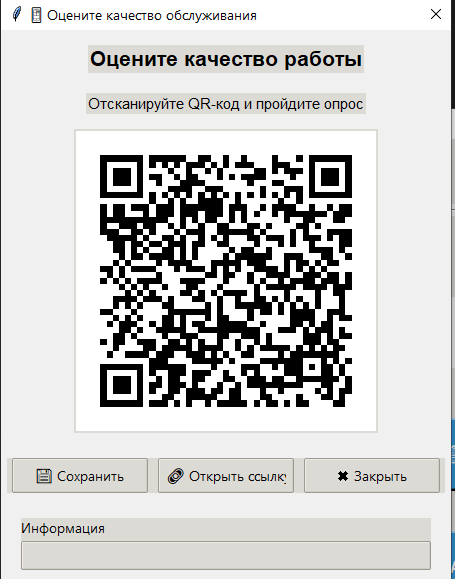 Оцените качество обслуживания
Оцените качество работы
Отсканируйте QR-код и пройдите опрос
Сохранить
Открыть ссылк
Закрыть
Информация